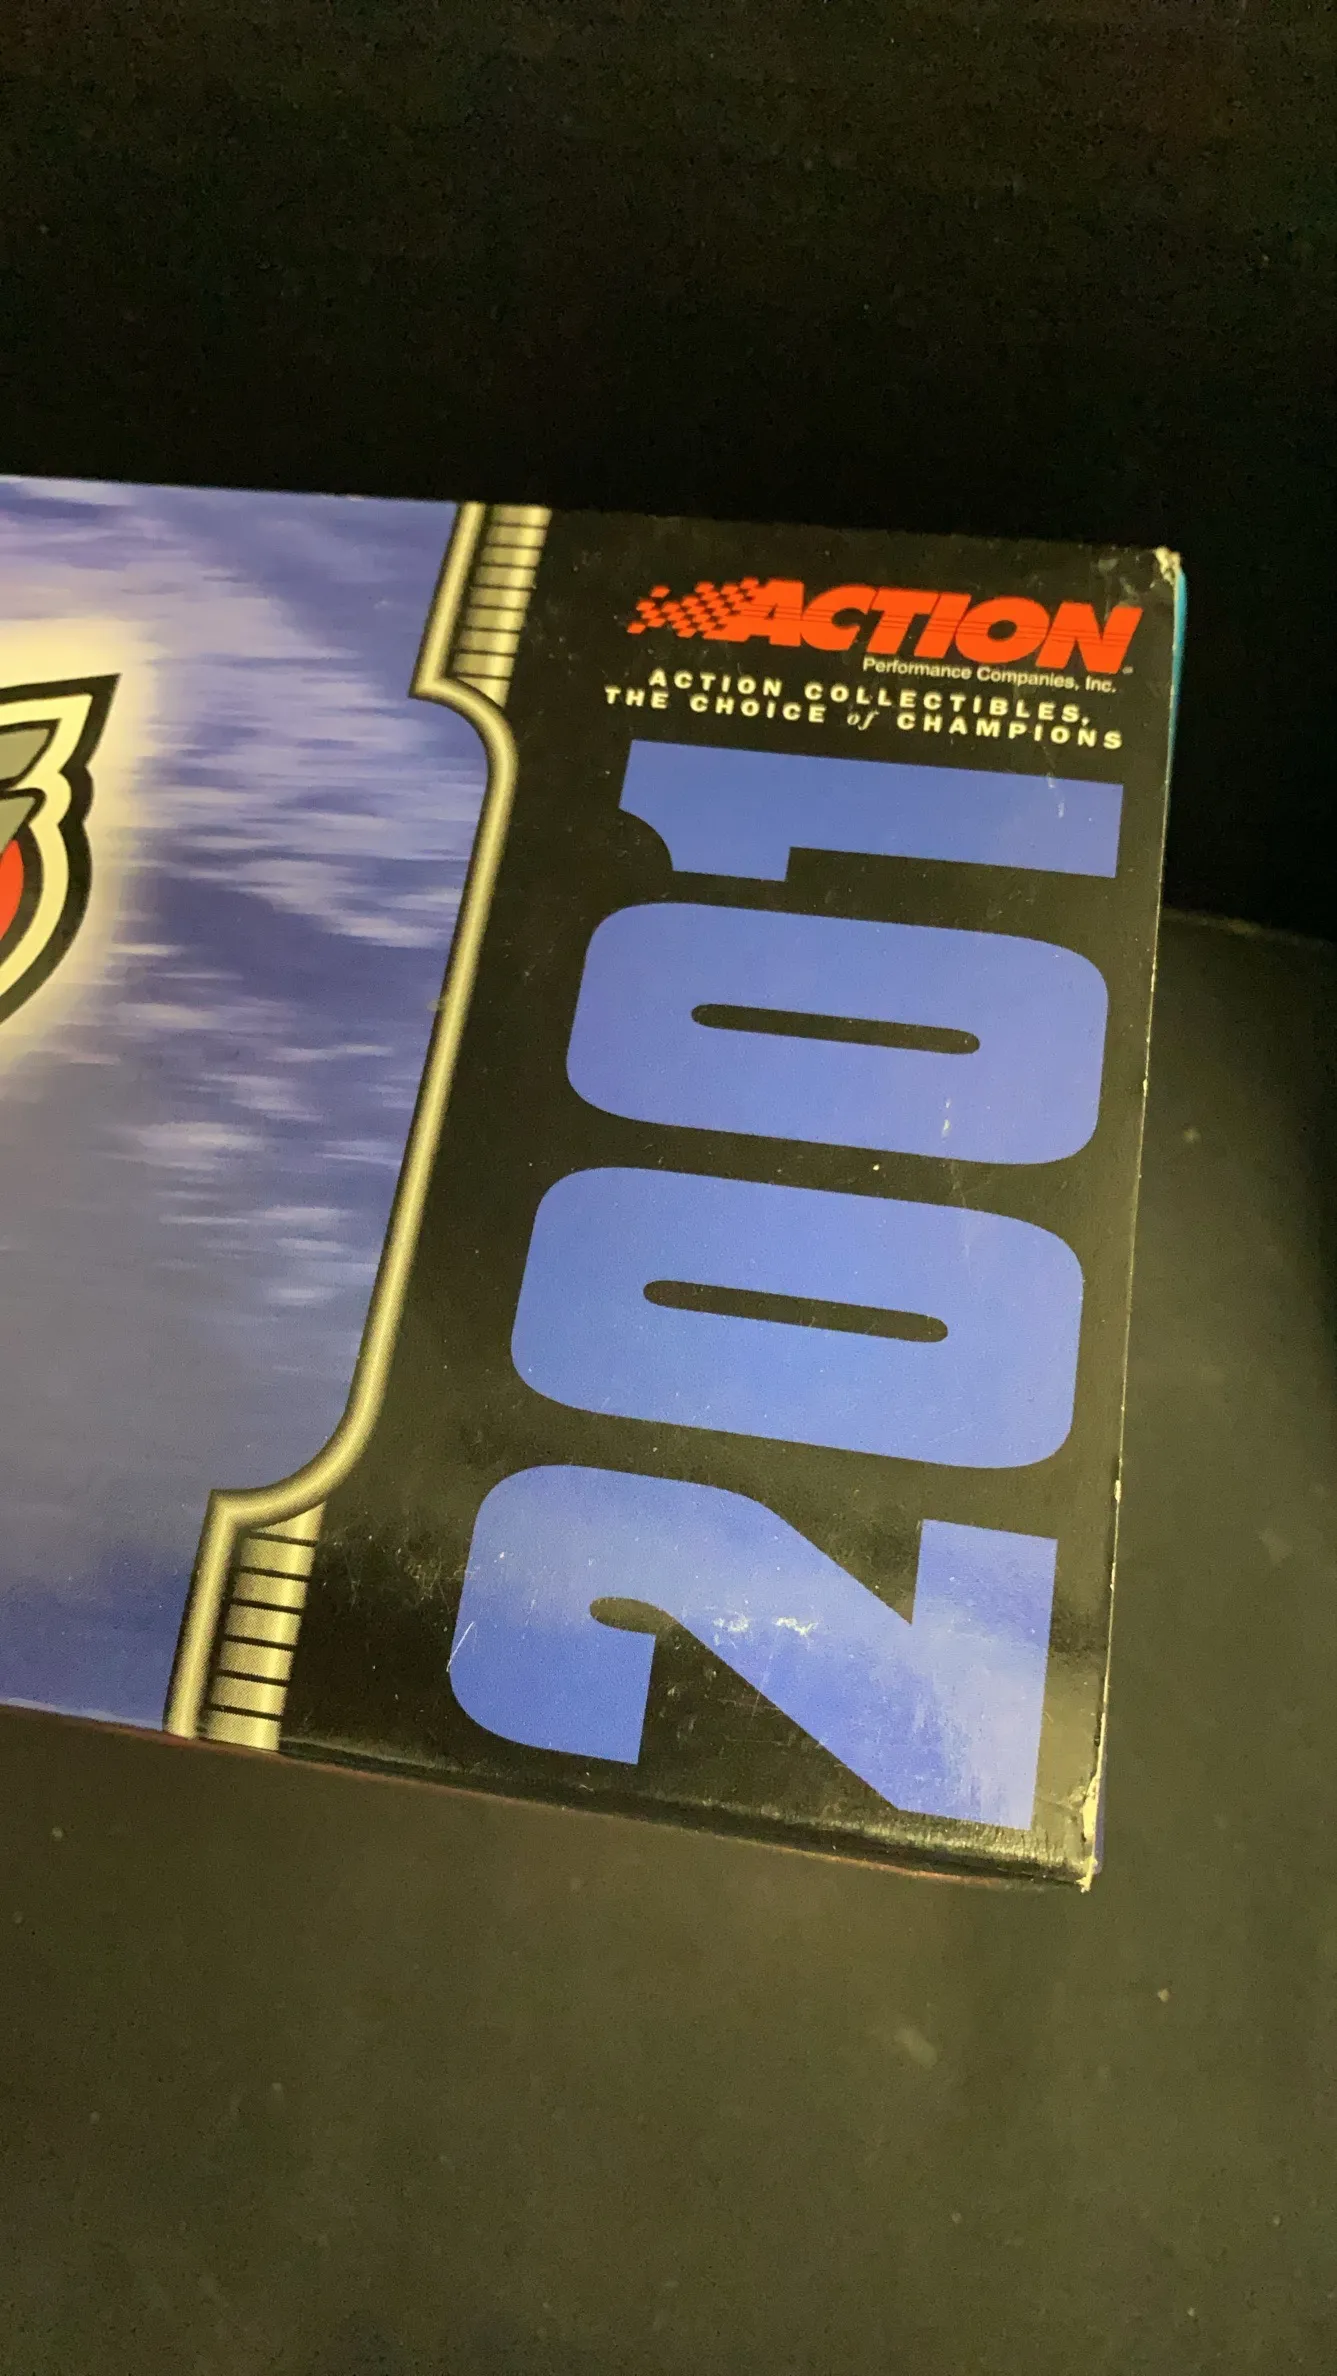 ACTION
Performance Companies, Inc.
ACTION COLLECTIBLES,
THE CHOICE of CHAMPIONS
2001